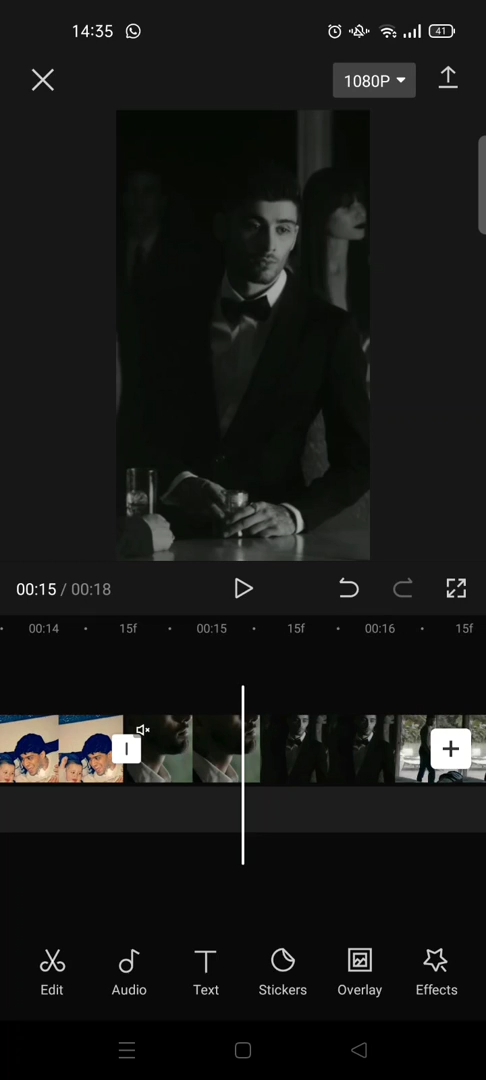 14:35
41
1080P
00:15 / 00:18
00:14 15f 00:15 15f 00:16 15f
Edit Audio Text Stickers Overlay Effects